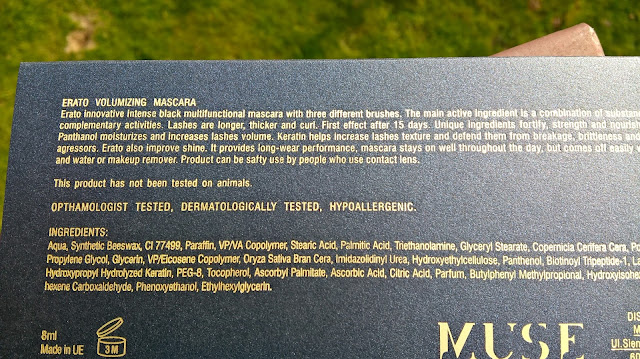 ERATO VOLUMIZING MASCARA
Erato innovative intense black multifunctional mascara with three different brushes. The main active ingredient is a combination of
complementary activities. Lashes are longer, thicker and curl. First effect after 15 days. Unique ingredients fortify, strength and
Panthanol moisturizes and increases lashes volume. Keratin helps increase lashes texture and defend them from breakage, brittleness
agressors. Erato also improve shine. It provides long-wear performance, mascara stays on well throughout the day, but comes off easily
and water or makeup remover. Product can be safty use by people who use contact lens.
This product has not been tested on animals.
OPTHAMOLOGIST TESTED, DERMATOLOGICALLY TESTED, HYPOALLERGENIC.
INGREDIENTS:
Aqua, Synthetic Beeswax, CI 77499, Paraffin, VP/VA Copolymer, Stearic Acid, Palmitic Acid, Triethanolamine, Glyceryl Stearate, Copernicia Cerifera Cera,
Propylene Glycol, Glycerin, VP/Eicosene Copolymer, Oryza Sativa Bran Cera, Imidazolidinyl Urea, Hydroxyethylcellulose, Panthenol, Biotinoyl Tripeptide-1,
Hydroxypropyl Hydrolyzed Keratin, PEG-8, Tocopherol, Ascorbyl Palmitate, Ascorbic Acid, Citric Acid, Parfum, Butylphenyl Methylpropional,
hexene Carboxaldehyde, Phenoxyethanol, Ethylhexylglycerin.
8ml
Made in UE
3M
MUSE
DIS
M
Ul.Sien